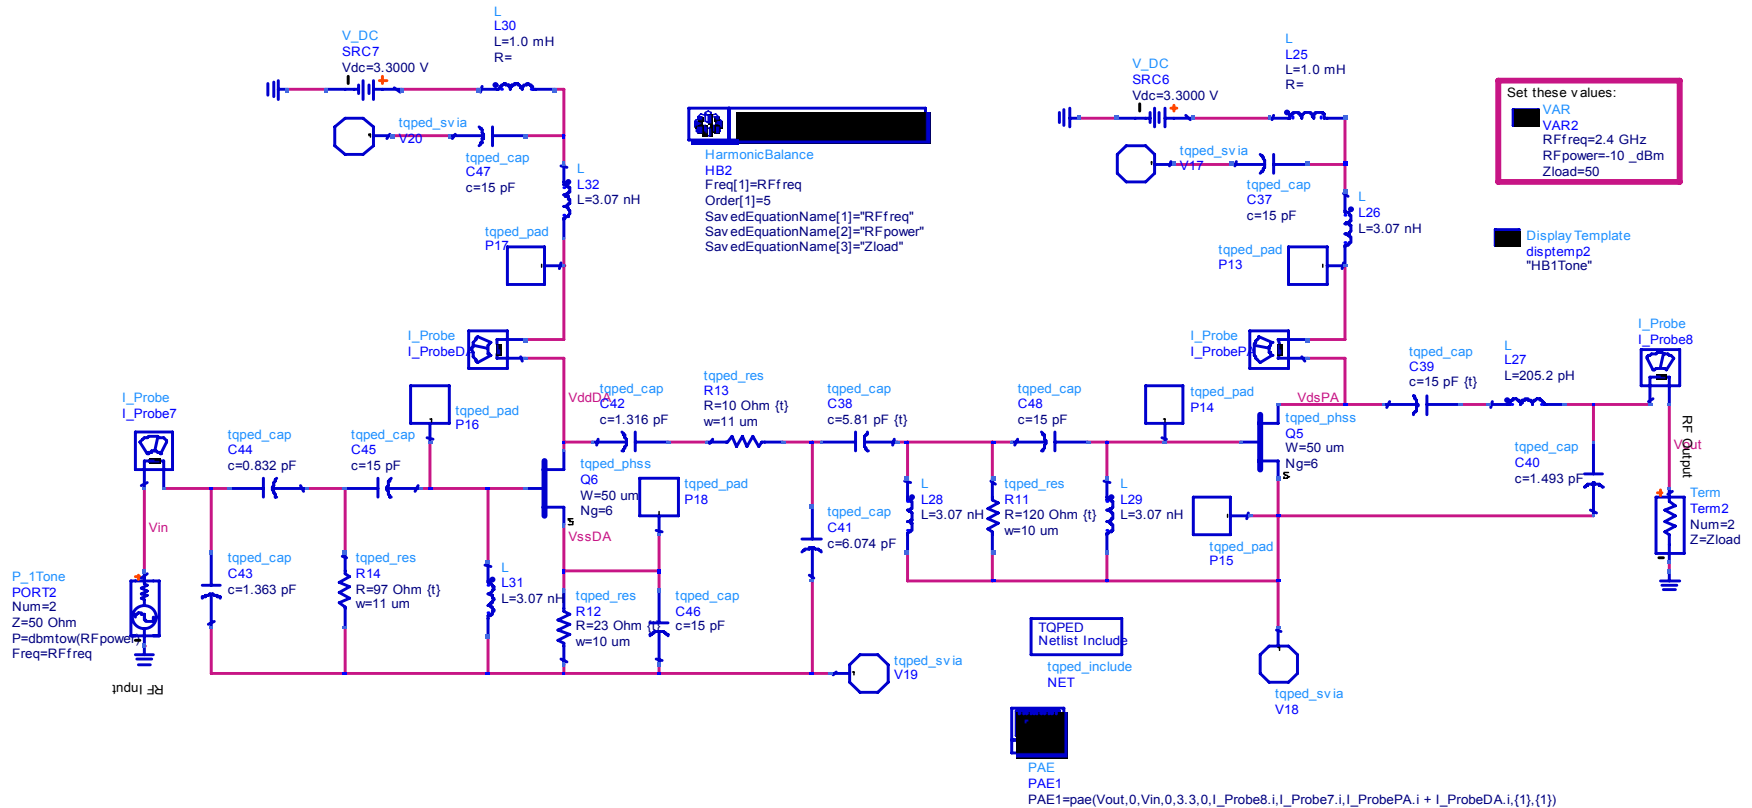 L
L30
L=1.0 mH
R=
V_DC
SRC7
Vdc=3.3000 V
+
tqped_svia
V20
tqped_cap
C47
c=15 pF
L
L32
L=3.07 nH
tqped_pad
P17
I_Probe
I_ProbeDA
HarmonicBalance
HB2
Freq[1]=RFfreq
Order[1]=5
SavedEquationName[1]="RFfreq"
SavedEquationName[2]="RFpower"
SavedEquationName[3]="Zload"
L
L25
L=1.0 mH
R=
V_DC
SRC6
Vdc=3.3000 V
+
tqped_svia
V17
tqped_cap
C37
c=15 pF
L
L26
L=3.07 nH
tqped_pad
P13
I_Probe
I_ProbePA
Set these values:
VAR
VAR2
RFfreq=2.4 GHz
RFpower=-10 _dBm
Zload=50
Display Template
disptemp2
"HB1Tone"
I_Probe
I_Probe7
Vin
P_1Tone
PORT2
Num=2
Z=50 Ohm
P=dbmtow(RFpower)
Freq=RFfreq
RF Input
tqped_cap
C44
c=0.832 pF
tqped_cap
C45
c=15 pF
tqped_pad
P16
tqped_cap
C43
c=1.363 pF
tqped_res
R14
R=97 Ohm {t}
w=11 um
L
L31
L=3.07 nH
VddDA
tqped_phss
Q6
W=50 um
Ng=6
S
VssDA
tqped_pad
P18
tqped_res
R12
R=23 Ohm {t}
w=10 um
tqped_cap
C46
c=15 pF
tqped_cap
C42
c=1.316 pF
tqped_res
R13
R=10 Ohm {t}
w=11 um
tqped_cap
C38
c=5.81 pF {t}
tqped_cap
C41
c=6.074 pF
tqped_svia
V19
tqped_cap
C48
c=15 pF
L
L28
L=3.07 nH
tqped_res
R11
R=120 Ohm {t}
w=10 um
L
L29
L=3.07 nH
tqped_pad
P14
VdsPA
tqped_phss
Q5
W=50 um
Ng=6
S
tqped_pad
P15
tqped_svia
V18
tqped_cap
C39
c=15 pF {t}
L
L27
L=205.2 pH
I_Probe
I_Probe8
tqped_cap
C40
c=1.493 pF
RF Output
Vout
Term
Term2
Num=2
Z=Zload
TQPED
Netlist Include
tqped_include
NET
PAE
PAE1
PAE1=pae(Vout,0,Vin,0,3.3,0,I_Probe8.i,I_Probe7.i,I_ProbePA.i + I_ProbeDA.i,{1},{1})